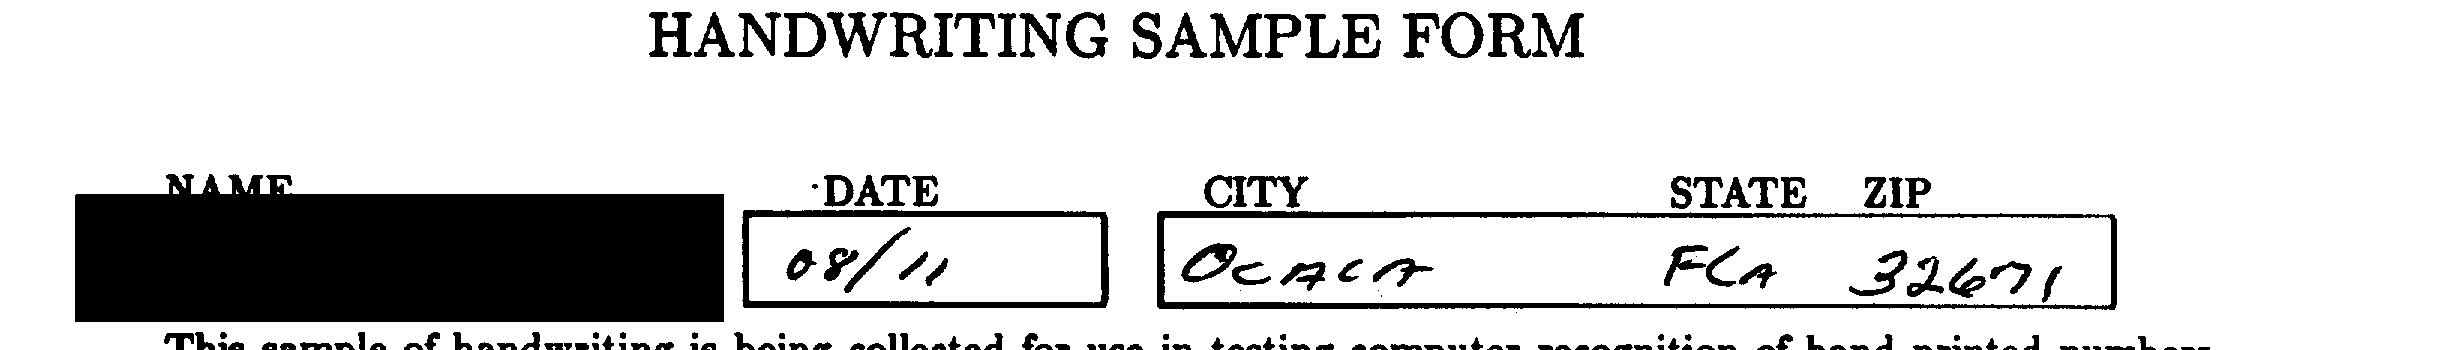 HANDWRITING SAMPLE FORM
NAME DATE CITY STATE ZIP
08/11 OCALA FLA 32671
This sample of handwriting is being collected for use in testing computer recognition of hand printed numbers